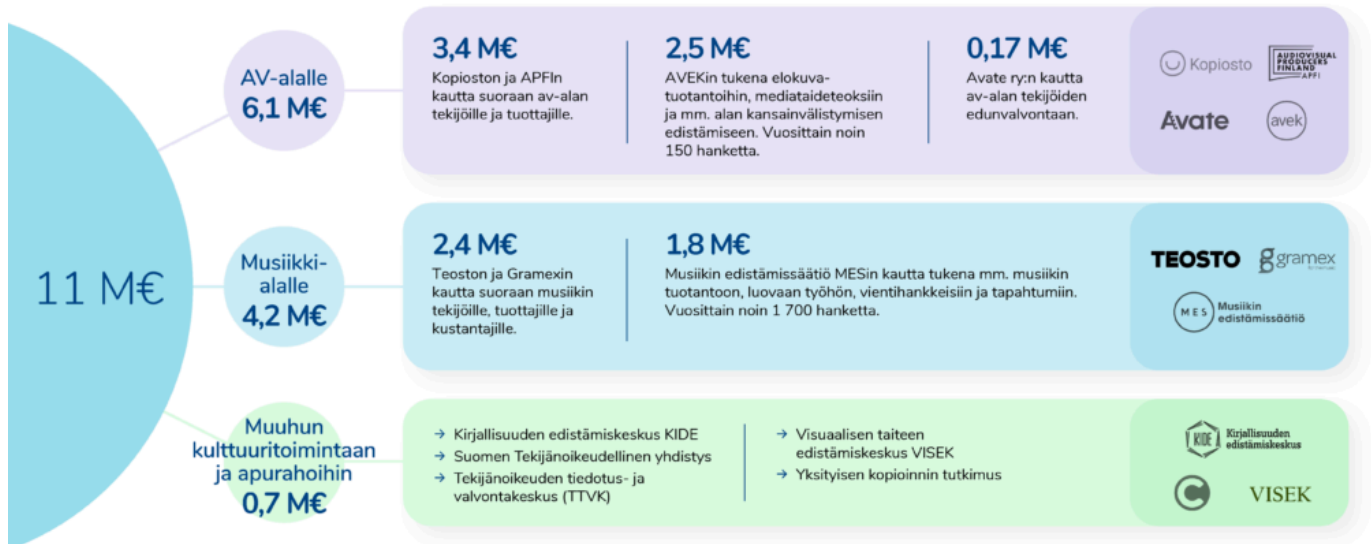 11 M€
AV-alalle
6,1 M€
3,4 M€
Kopioston ja APFIn
kautta suoraan av-alan
tekijöille ja tuottajille.
2,5 M€
AVEKin tukena elokuva-
tuotantoihin, mediataideteoksiin
ja mm. alan kansainvälistymisen
edistämiseen. Vuosittain noin
150 hanketta.
0,17 M€
Avate ry:n kautta
av-alan tekijöiden
edunvalvontaan.
Kopiosto
AUDIOVISUAL
PRODUCERS
FINLAND
APFI
Avate
avek
Musiikki-
alalle
4,2 M€
2,4 M€
Teoston ja Gramexin
kautta suoraan musiikin
tekijöille, tuottajille ja
kustantajille.
1,8 M€
Musiikin edistämissäätiö MESin kautta tukena mm. musiikin
tuotantoon, luovaan työhön, vientihankkeisiin ja tapahtumiin.
Vuosittain noin 1 700 hanketta.
TEOSTO
gramex
MES
Musiikin
edistämissäätiö
Muuhun
kulttuuritoimintaan
ja apurahoihin
0,7 M€
→ Kirjallisuuden edistämiskeskus KIDE
→ Suomen Tekijänoikeudellinen yhdistys
→ Tekijänoikeuden tiedotus- ja
valvontakeskus (TTVK)
→ Visuaalisen taiteen
edistämiskeskus VISEK
→ Yksityisen kopioinnin tutkimus
KIDE
Kirjallisuuden
edistämiskeskus
VISEK